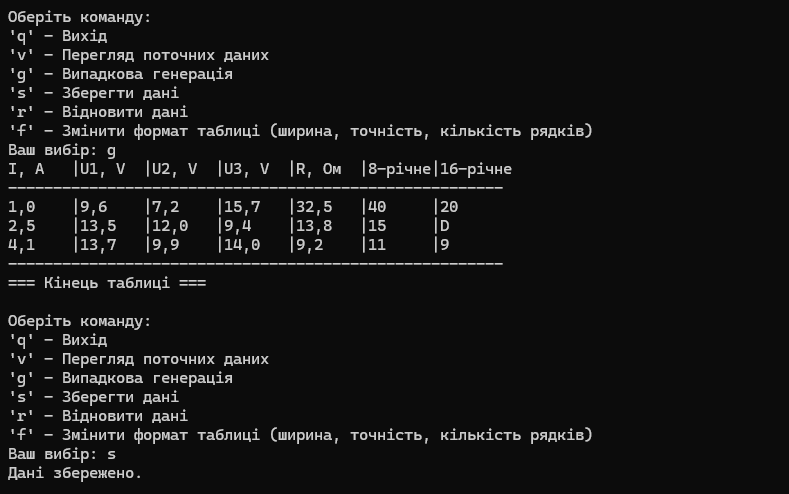 Оберіть команду:
'q' – Вихід
'v' – Перегляд поточних даних
'g' – Випадкова генерація
's' – Зберегти дані
'r' – Відновити дані
'f' – Змінити формат таблиці (ширина, точність, кількість рядків)
Ваш вибір: g
I, A   |U1, V  |U2, V  |U3, V  |R, Ом  |8-річне|16-річне
-------------------------------------------------------
1,0    |9,6    |7,2    |15,7   |32,5   |40     |20
2,5    |13,5   |12,0   |9,4    |13,8   |15     |D
4,1    |13,7   |9,9    |14,0   |9,2    |11     |9
-------------------------------------------------------
=== Кінець таблиці ===

Оберіть команду:
'q' – Вихід
'v' – Перегляд поточних даних
'g' – Випадкова генерація
's' – Зберегти дані
'r' – Відновити дані
'f' – Змінити формат таблиці (ширина, точність, кількість рядків)
Ваш вибір: s
Дані збережено.